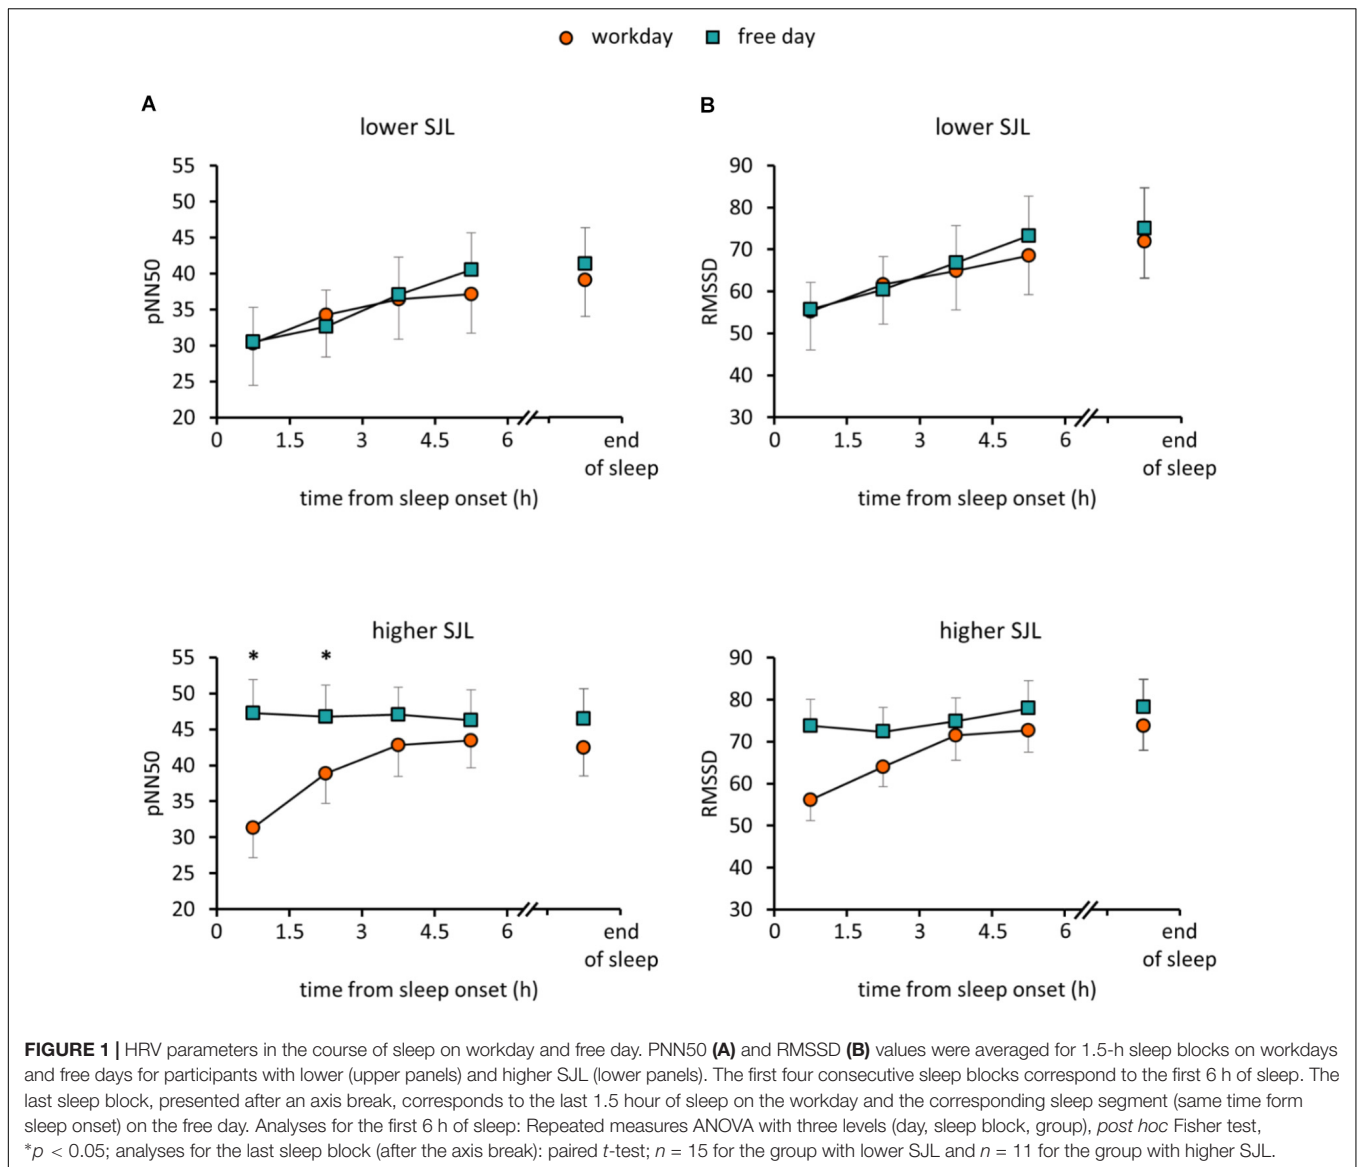 workday free day
A
lower SJL
pNN50
55
50
45
40
35
30
25
20
0 1.5 3 4.5 6 end
of sleep
time from sleep onset (h)
B
lower SJL
RMSSD
90
80
70
60
50
40
30
0 1.5 3 4.5 6 end
of sleep
time from sleep onset (h)
higher SJL
* *
pNN50
55
50
45
40
35
30
25
20
0 1.5 3 4.5 6 end
of sleep
time from sleep onset (h)
higher SJL
RMSSD
90
80
70
60
50
40
30
0 1.5 3 4.5 6 end
of sleep
time from sleep onset (h)
FIGURE 1 | HRV parameters in the course of sleep on workday and free day. PNN50 (A) and RMSSD (B) values were averaged for 1.5-h sleep blocks on workdays
and free days for participants with lower (upper panels) and higher SJL (lower panels). The first four consecutive sleep blocks correspond to the first 6 h of sleep. The
last sleep block, presented after an axis break, corresponds to the last 1.5 hour of sleep on the workday and the corresponding sleep segment (same time form
sleep onset) on the free day. Analyses for the first 6 h of sleep: Repeated measures ANOVA with three levels (day, sleep block, group), post hoc Fisher test,
*p < 0.05; analyses for the last sleep block (after the axis break): paired t-test; n = 15 for the group with lower SJL and n = 11 for the group with higher SJL.